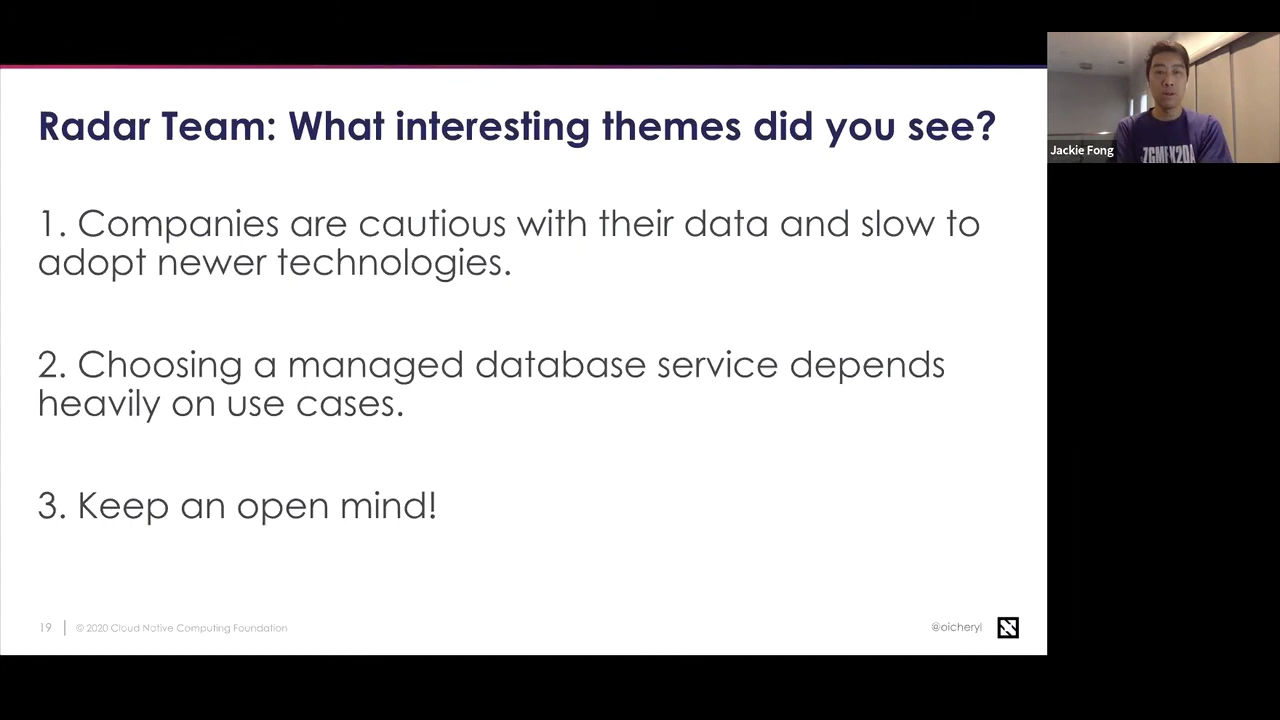 Radar Team: What interesting themes did you see?
1. Companies are cautious with their data and slow to
adopt newer technologies.
2. Choosing a managed database service depends
heavily on use cases.
3. Keep an open mind!
19
© 2020 Cloud Native Computing Foundation
@oicheryl
Jackie Fong